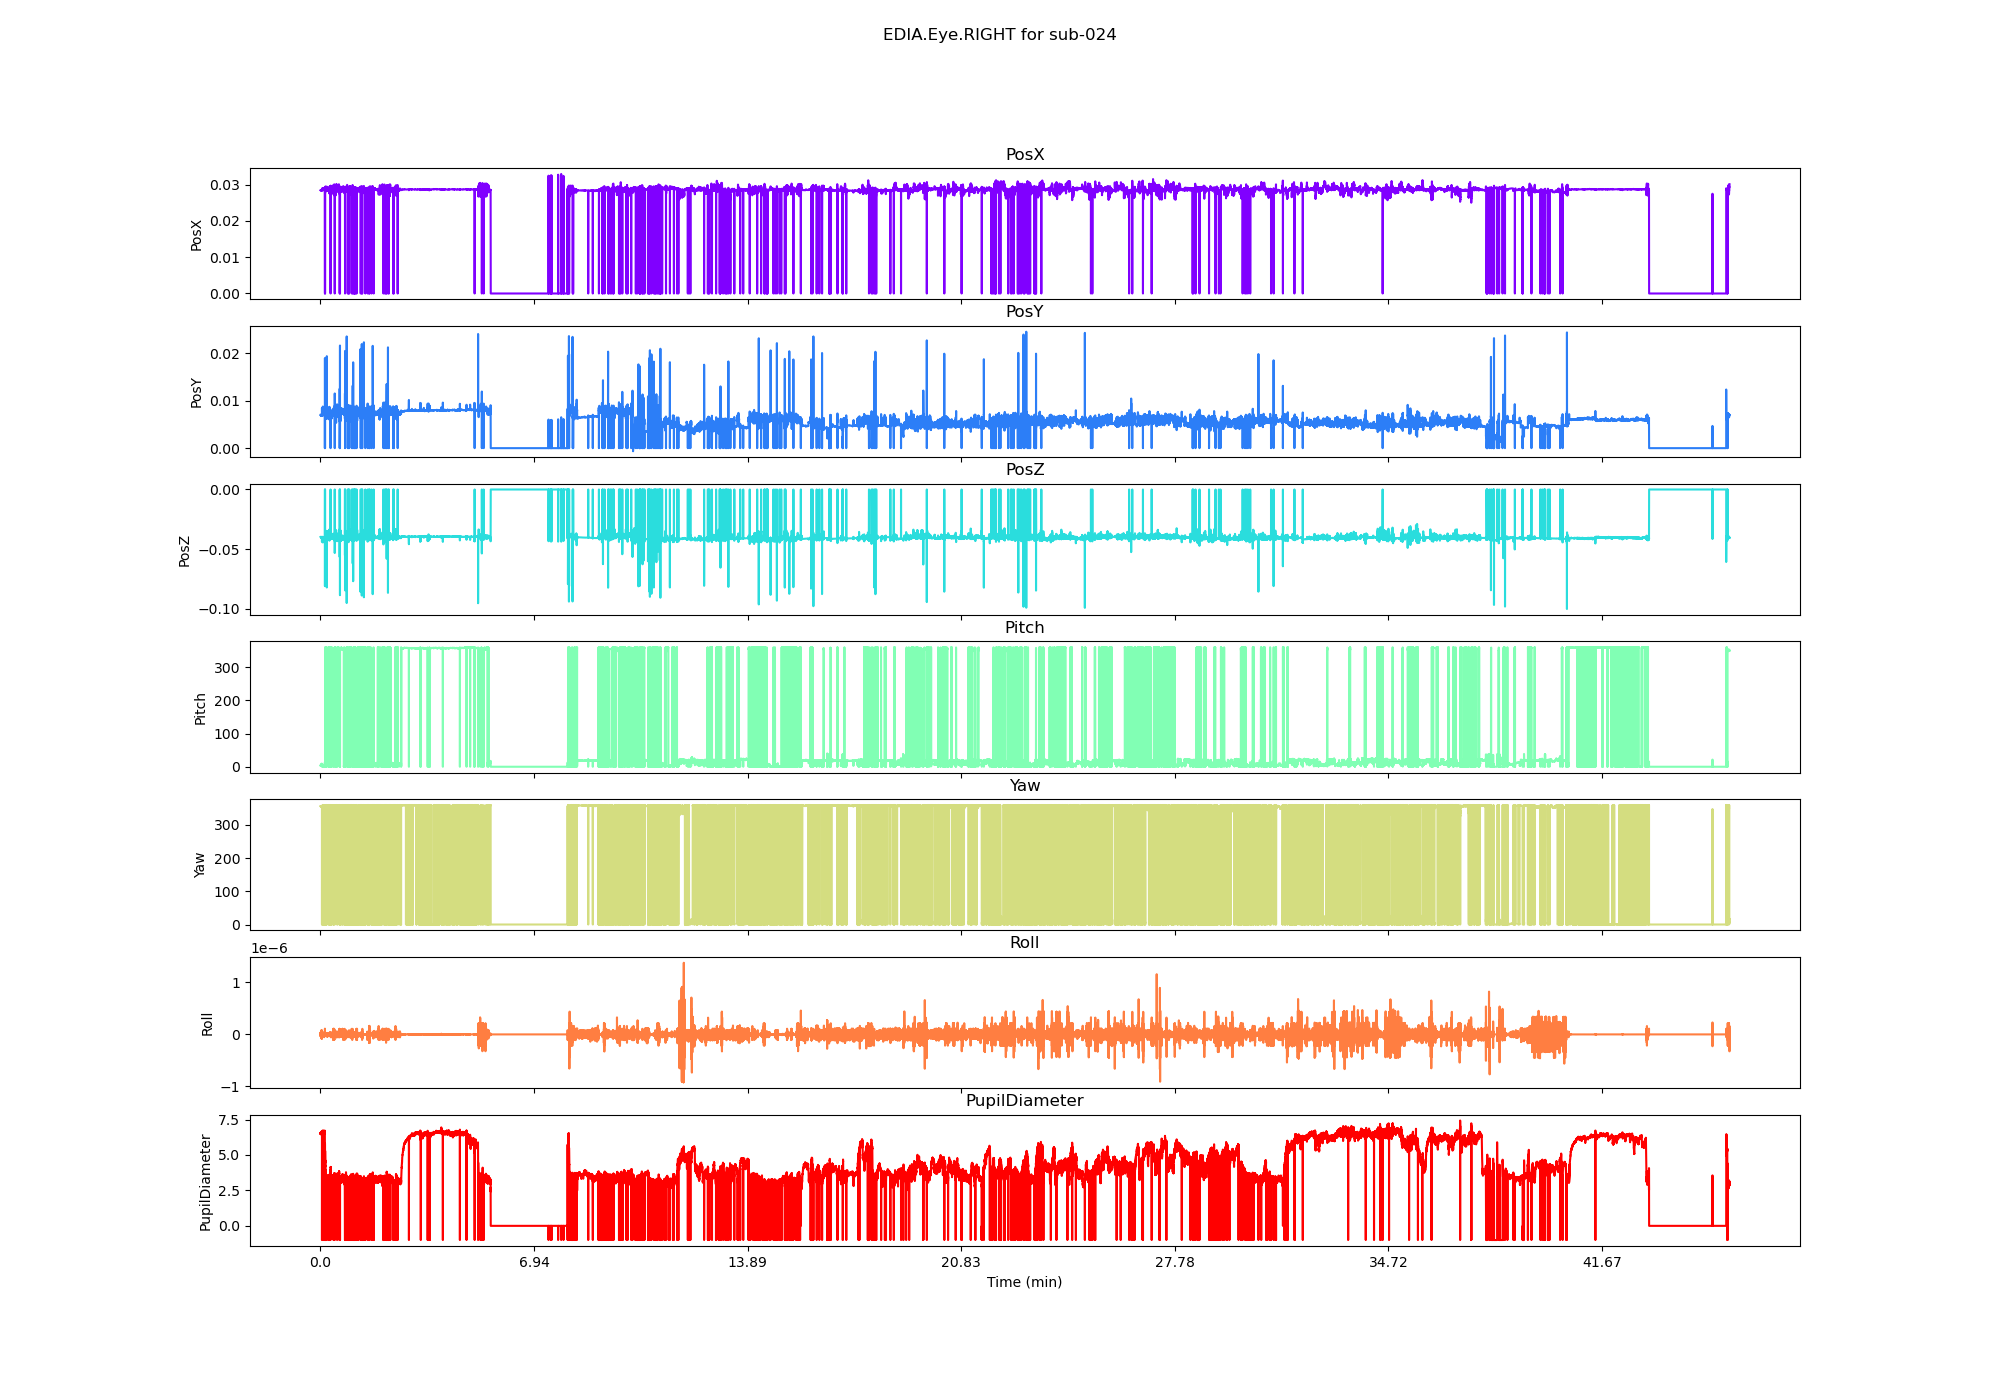 EDIA.Eye.RIGHT for sub-024
PosX
0.03
0.02
0.01
0.00
PosX
PosY
0.02
0.01
0.00
PosY
PosZ
0.00
−0.05
−0.10
PosZ
Pitch
300
200
100
0
Pitch
Yaw
300
200
100
0
Yaw
1e−6
Roll
1
0
−1
Roll
PupilDiameter
7.5
5.0
2.5
0.0
PupilDiameter
0.0 6.94 13.89 20.83 27.78 34.72 41.67
Time (min)